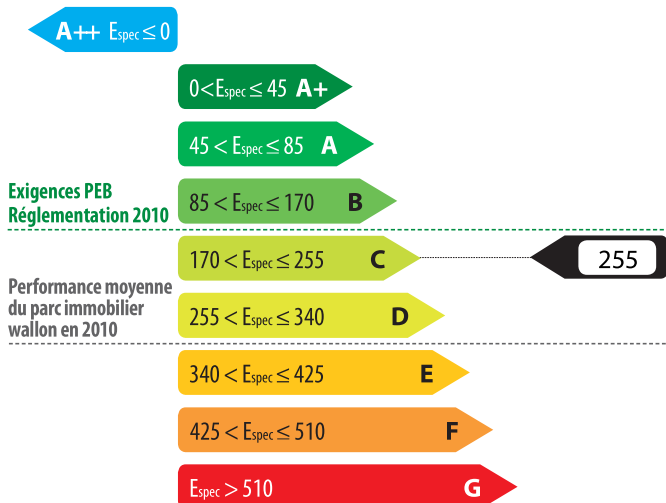 A++ Espec ≤ 0
0 < Espec ≤ 45 A+
45 < Espec ≤ 85 A
Exigences PEB
Réglementation 2010
85 < Espec ≤ 170 B
170 < Espec ≤ 255 C
255
Performance moyenne
du parc immobilier
wallon en 2010
255 < Espec ≤ 340 D
340 < Espec ≤ 425 E
425 < Espec ≤ 510 F
Espec > 510 G